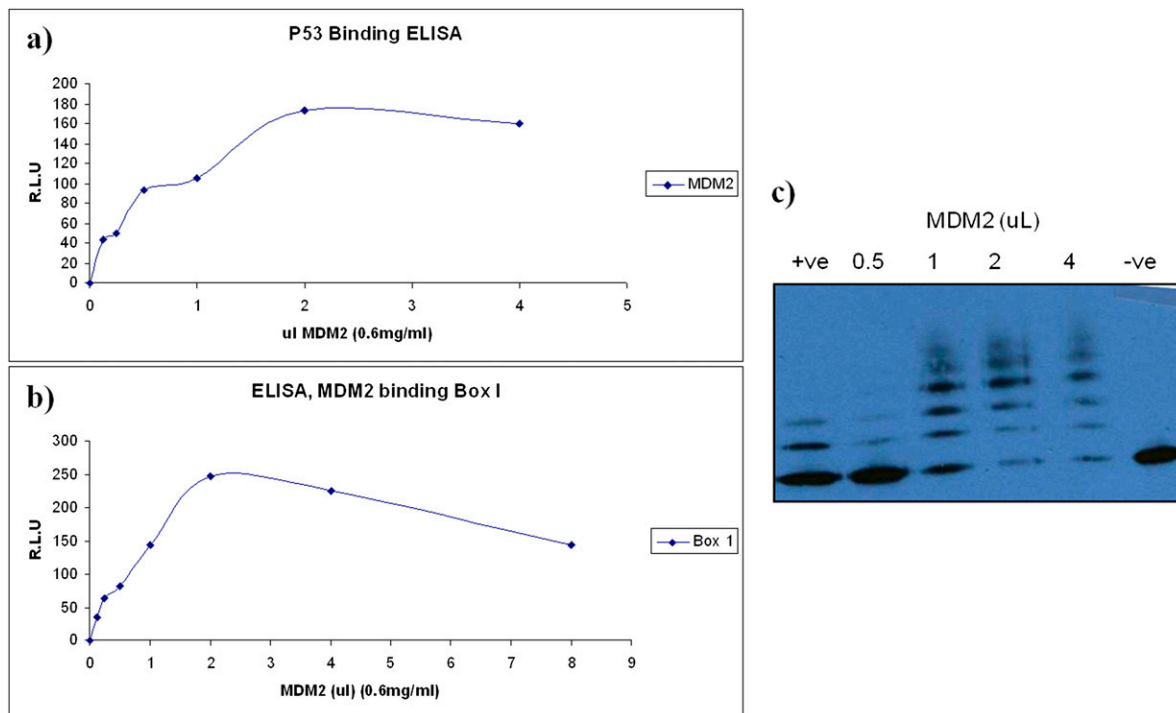 a)
P53 Binding ELISA
200
180
160
140
120
100
80
60
40
20
0
R.L.U
0 1 2 3 4 5
ul MDM2 (0.6mg/ml)
MDM2
b)
ELISA, MDM2 binding Box I
300
250
200
150
100
50
0
R.L.U
0 1 2 3 4 5 6 7 8 9
MDM2 (ul) (0.6mg/ml)
Box 1
c)
MDM2 (uL)
+ve 0.5 1 2 4 -ve